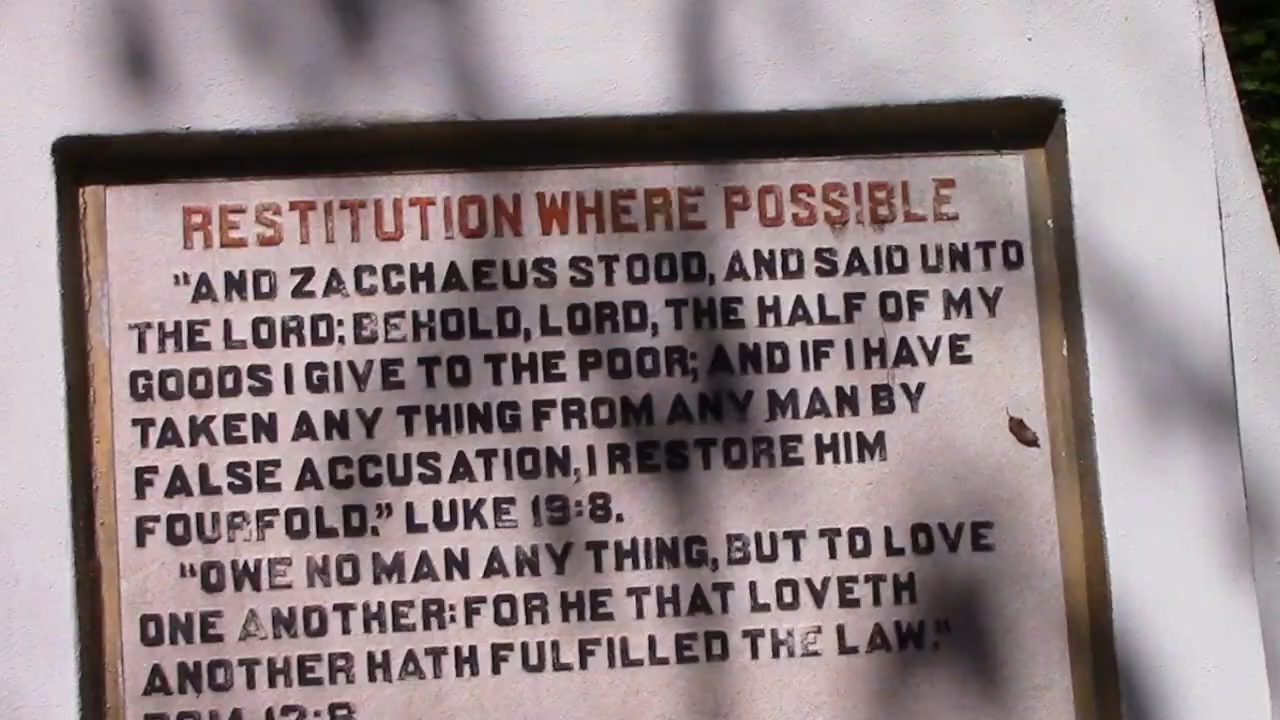 RESTITUTION WHERE POSSIBLE
"AND ZACCHAEUS STOOD, AND SAID UNTO
THE LORD: BEHOLD, LORD, THE HALF OF MY
GOODS I GIVE TO THE POOR; AND IF I HAVE
TAKEN ANY THING FROM ANY MAN BY
FALSE ACCUSATION, I RESTORE HIM
FOURFOLD." LUKE 19:8.
"OWE NO MAN ANY THING, BUT TO LOVE
ONE ANOTHER: FOR HE THAT LOVETH
ANOTHER HATH FULFILLED THE LAW."